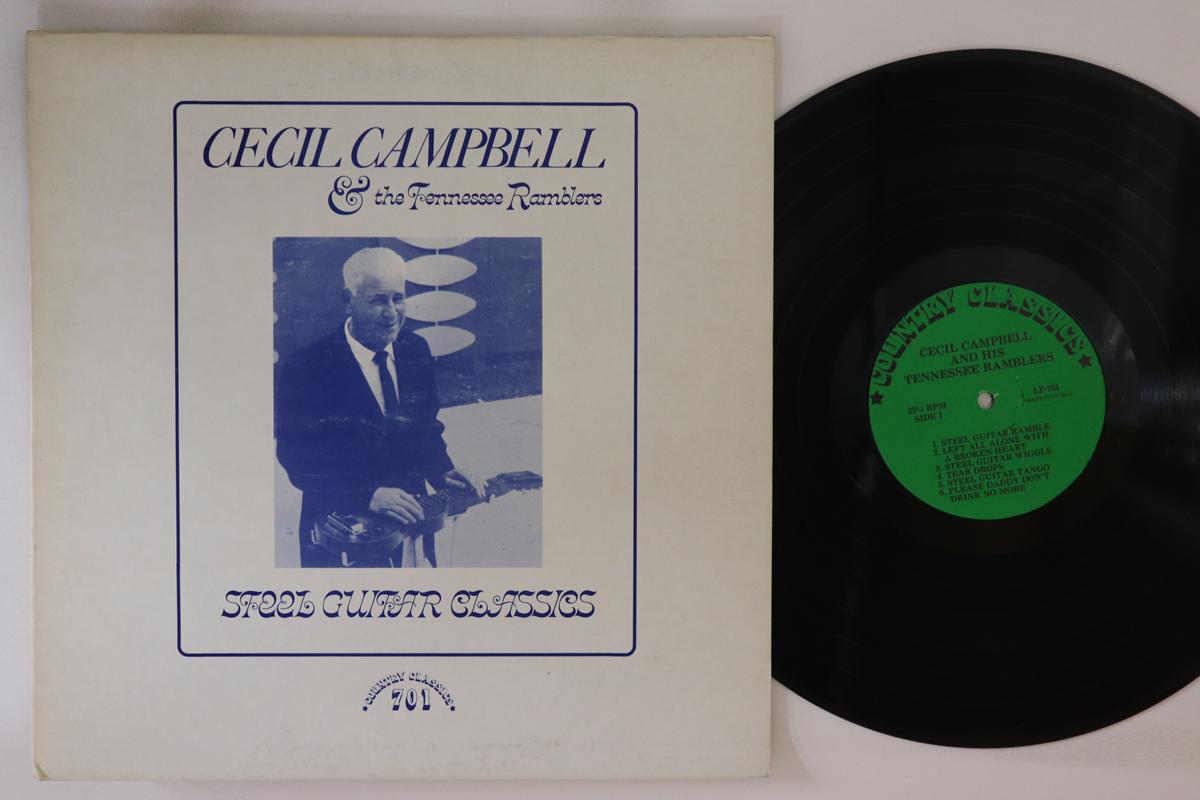 CECIL CAMPBELL
& the Tennessee Ramblers
STEEL GUITAR CLASSICS
COUNTRY CLASSICS
701
COUNTRY CLASSICS
CECIL CAMPBELL
AND HIS
TENNESSEE RAMBLERS
33⅓ RPM
SIDE I
LP-701
1. STEEL GUITAR RAMBLE
2. LEFT ALL ALONE WITH
A BROKEN HEART
3. STEEL GUITAR WIGGLE
4. TEAR DROPS
5. STEEL GUITAR TANGO
6. PLEASE DADDY DON'T
DRINK NO MORE